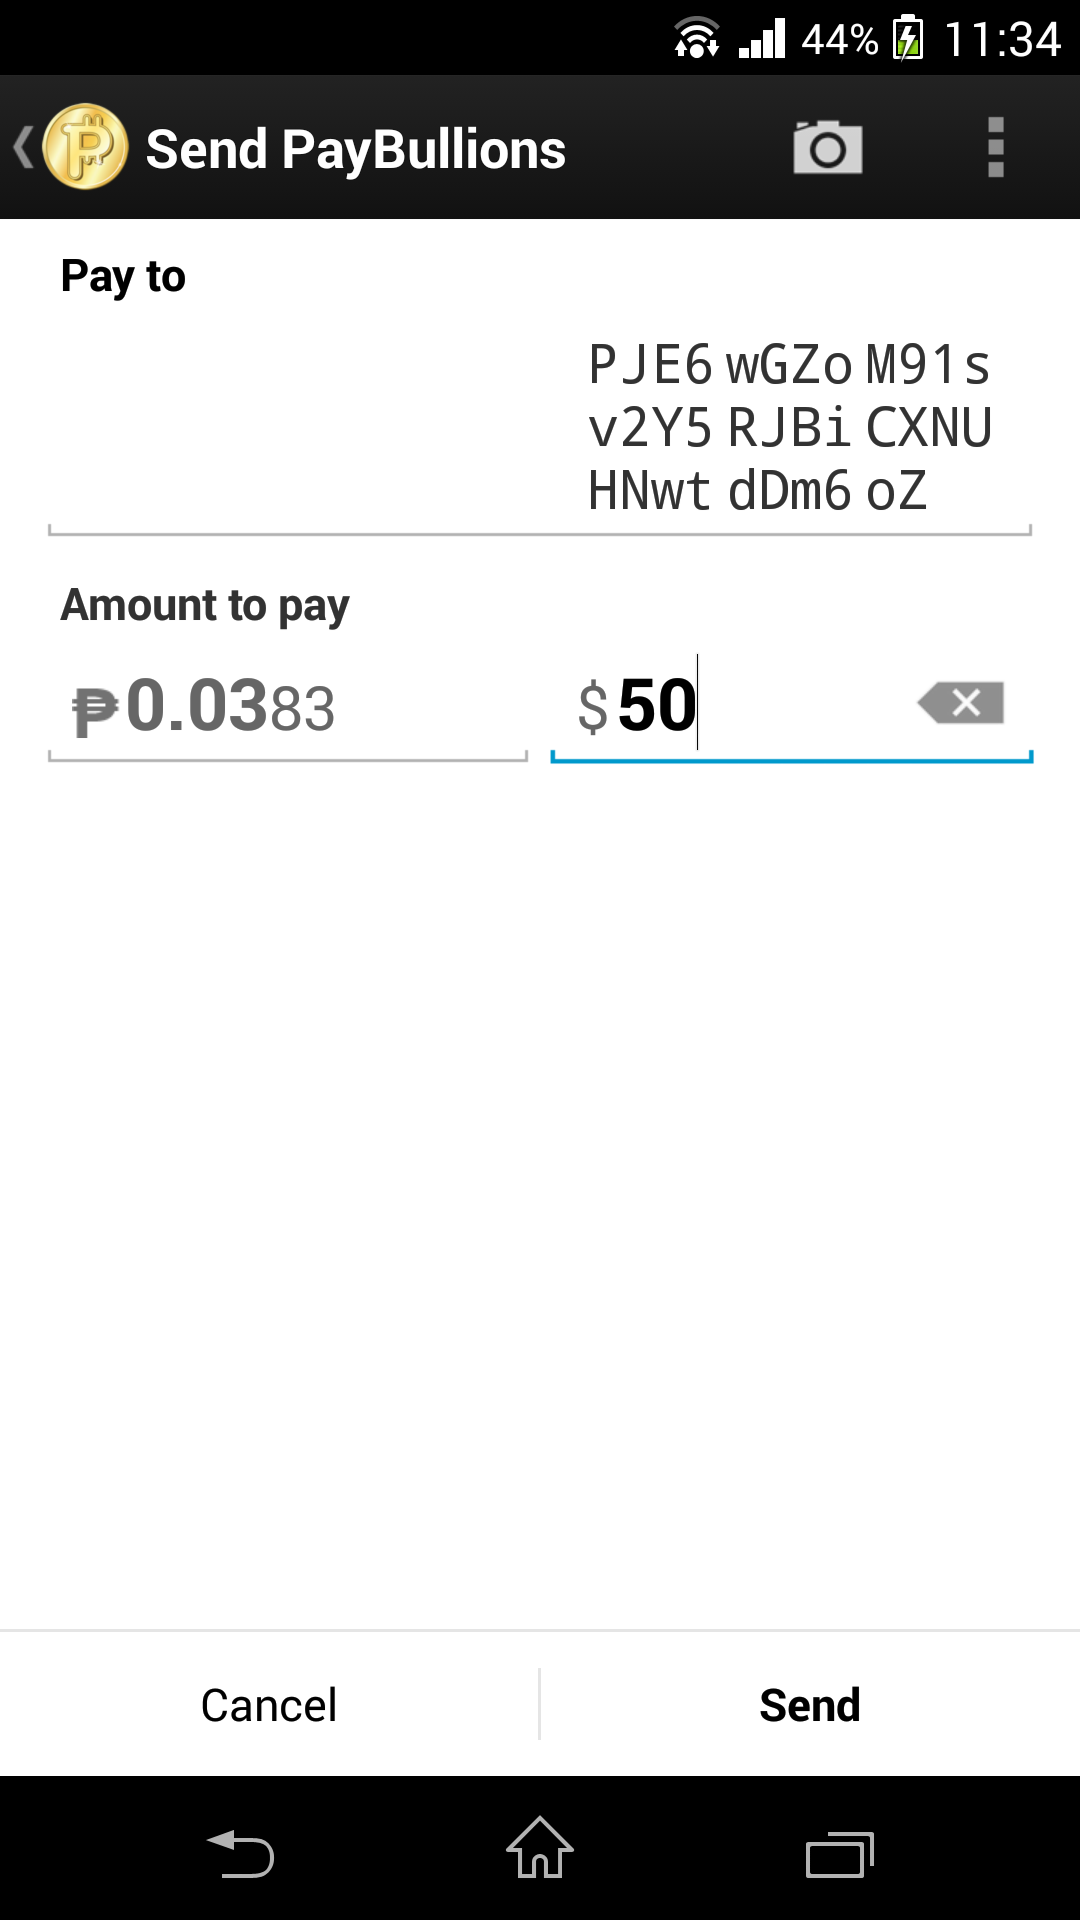 44% 11:34
Send PayBullions
Pay to
PJE6 wGZo M91s
v2Y5 RJBi CXNU
HNwt dDm6 oZ
Amount to pay
₱0.0383 $50
Cancel Send